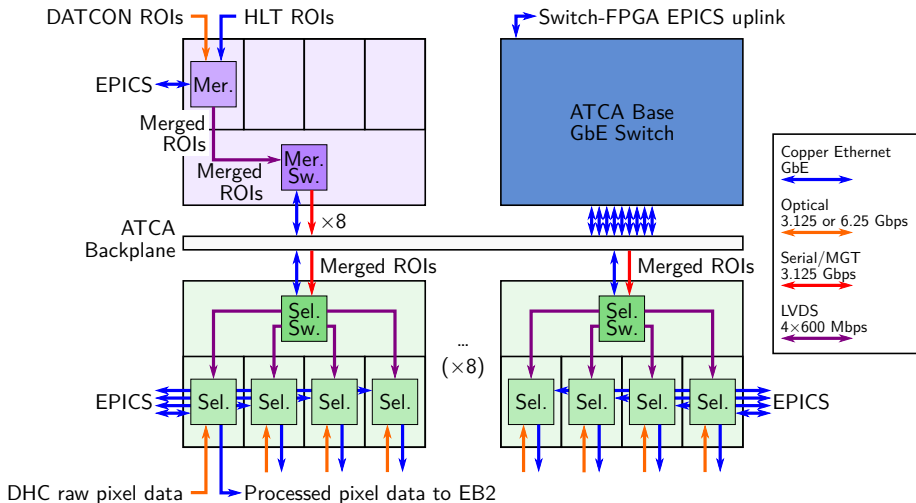 DATCON ROIs
HLT ROIs
Switch-FPGA EPICS uplink
EPICS
Mer.
ATCA Base
GbE Switch
Merged
ROIs
Mer.
Sw.
Merged
ROIs
×8
ATCA
Backplane
Merged ROIs
Merged ROIs
Sel.
Sw.
Sel.
Sw.
...
(×8)
EPICS
Sel.
Sel.
Sel.
Sel.
Sel.
Sel.
Sel.
Sel.
EPICS
DHC raw pixel data
Processed pixel data to EB2
Copper Ethernet
GbE
Optical
3.125 or 6.25 Gbps
Serial/MGT
3.125 Gbps
LVDS
4×600 Mbps